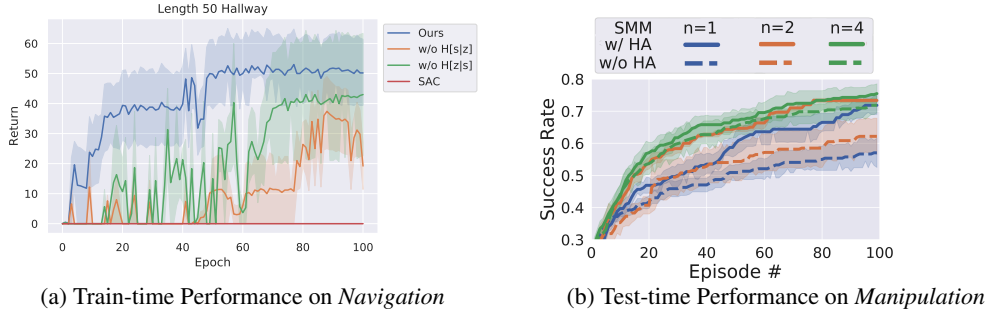 Length 50 Hallway
60
50
40
30
20
10
0
Return
0 20 40 60 80 100
Epoch
Ours
w/o H[s|z]
w/o H[z|s]
SAC
(a) Train-time Performance on Navigation
SMM n=1 n=2 n=4
w/ HA
w/o HA
0.8
0.7
0.6
0.5
0.4
0.3
Success Rate
0 20 40 60 80 100
Episode #
(b) Test-time Performance on Manipulation